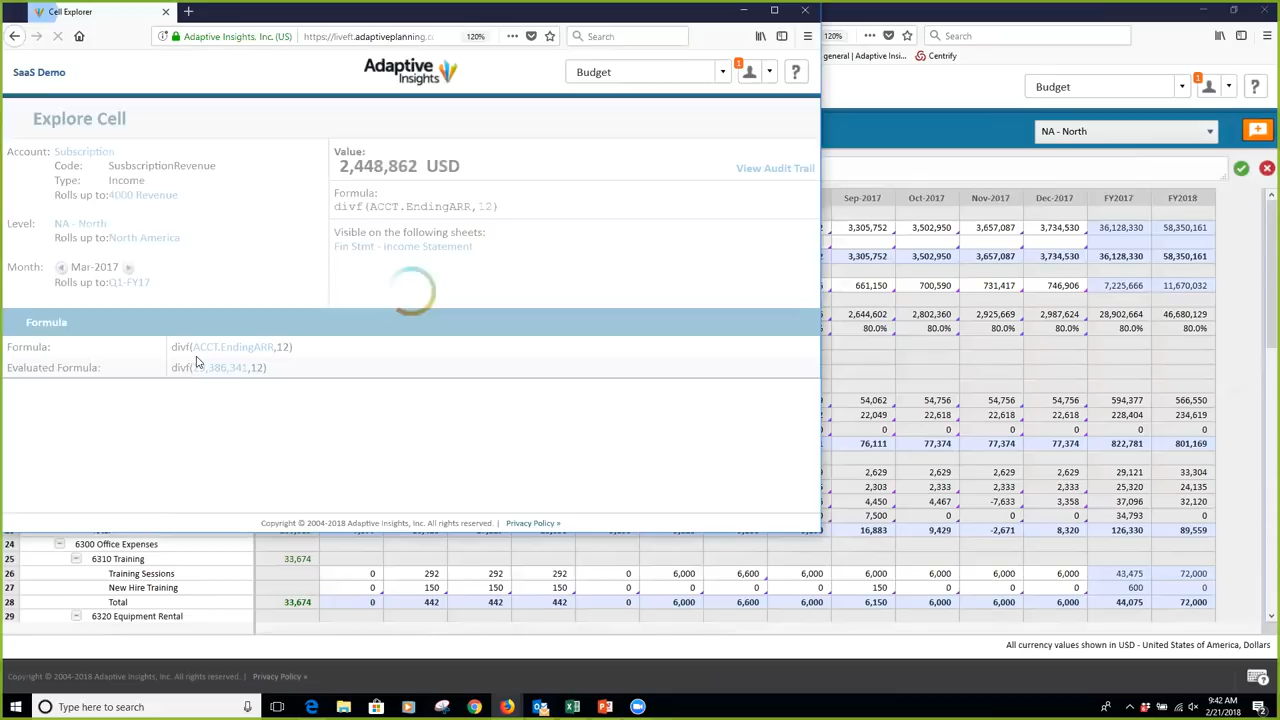 Cell Explorer
Adaptive Insights, Inc. (US)
https://liveft.adaptiveplanning.c
120%
Search
120%
Search
general | Adaptive Insi...
Centrify
SaaS Demo
Adaptive
Insights
Budget
1
?
Budget
1
?
NA - North
Explore Cell
Account: Subscription
Code: SusbscriptionRevenue
Type: Income
Rolls up to:4000 Revenue
Level: NA - North
Rolls up to:North America
Month: Mar-2017
Rolls up to:Q1-FY17
Value:
2,448,862 USD
View Audit Trail
Formula:
divf(ACCT.EndingARR,12)
Visible on the following sheets:
Fin Stmt - Income Statement
Formula
Formula: divf(ACCT.EndingARR,12)
Evaluated Formula: divf( ,386,341,12)
Copyright © 2004-2018 Adaptive Insights, Inc. All rights reserved. | Privacy Policy »
Sep-2017 Oct-2017 Nov-2017 Dec-2017 FY2017 FY2018
3,305,752 3,502,950 3,657,087 3,734,530 36,128,330 58,350,161
3,305,752 3,502,950 3,657,087 3,734,530 36,128,330 58,350,161
661,150 700,590 731,417 746,906 7,225,666 11,670,032
2,644,602 2,802,360 2,925,669 2,987,624 28,902,664 46,680,129
80.0% 80.0% 80.0% 80.0% 80.0% 80.0%
54,062 54,756 54,756 54,756 594,377 566,550
22,049 22,618 22,618 22,618 228,404 234,619
0 0 0 0 0 0
76,111 77,374 77,374 77,374 822,781 801,169
2,629 2,629 2,629 2,629 29,121 33,304
2,303 2,333 2,333 2,333 25,320 24,135
4,450 4,467 -7,633 3,358 37,096 32,120
7,500 0 0 0 34,793 0
16,883 9,429 -2,671 8,320 126,330 89,559
24 6300 Office Expenses
25 6310 Training 33,674
26 Training Sessions 0 292 292 292 0 6,000 6,600 6,000 6,000 6,000 6,000 6,000 43,475 72,000
27 New Hire Training 0 150 150 150 0 0 0 0 150 0 0 0 600 0
28 Total 33,674 0 442 442 442 0 6,000 6,600 6,000 6,150 6,000 6,000 6,000 44,075 72,000
29 6320 Equipment Rental
All currency values shown in USD - United States of America, Dollars
Copyright © 2004-2018 Adaptive Insights, Inc. All rights reserved. | Privacy Policy »
Type here to search
9:42 AM
2/21/2018
2